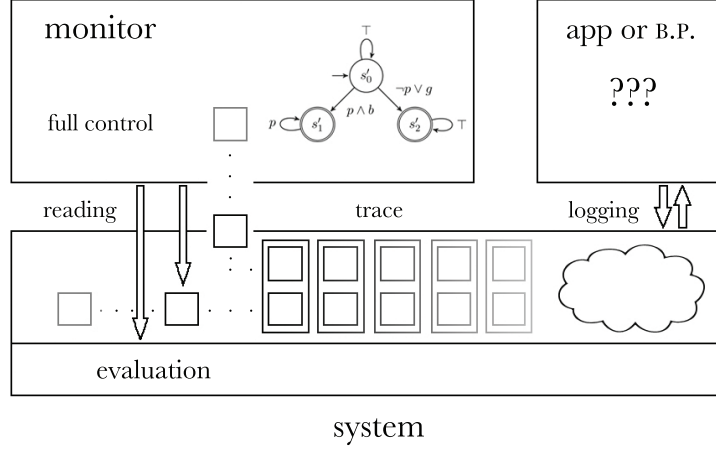 monitor
app or B.P.
???
⊤
s′0
¬p ∨ g
full control
p
s′1
p ∧ b
s′2
⊤
reading
trace
logging
evaluation
system